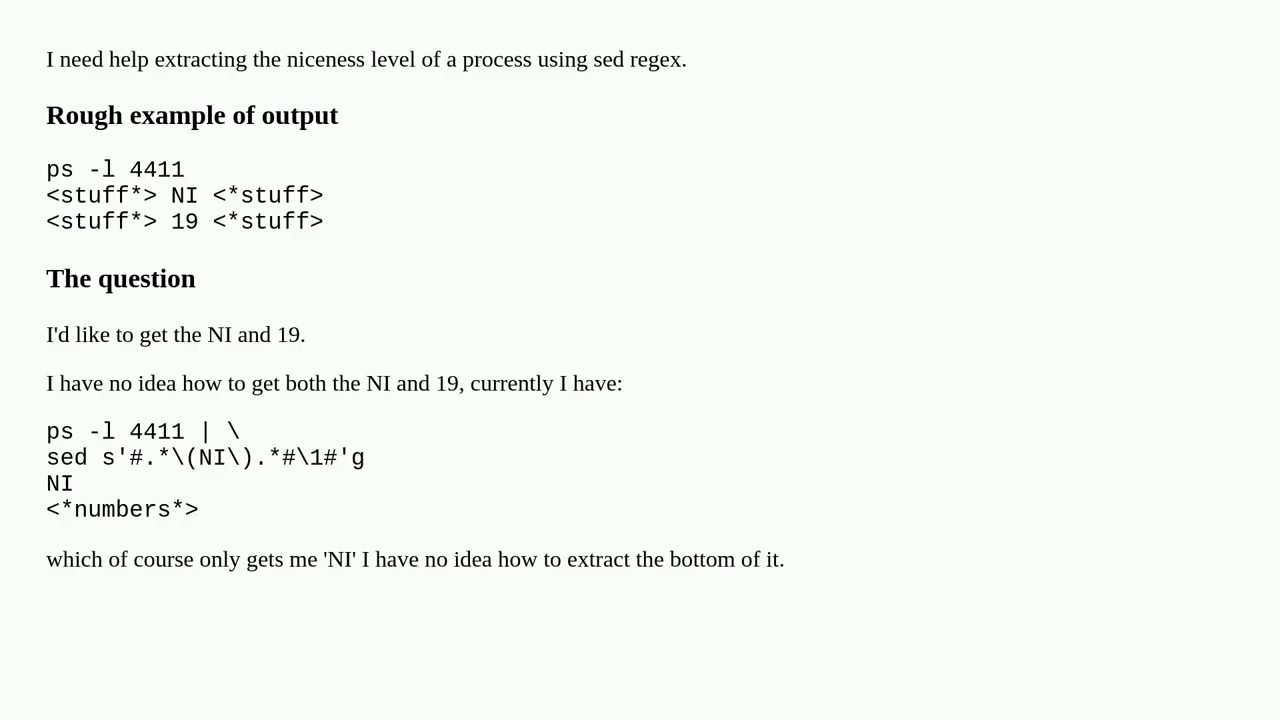 I need help extracting the niceness level of a process using sed regex.
Rough example of output
ps -l 4411
<stuff*> NI <*stuff>
<stuff*> 19 <*stuff>
The question
I'd like to get the NI and 19.
I have no idea how to get both the NI and 19, currently I have:
ps -l 4411 | \
sed s'#.*\(NI\).*#\1#'g
NI
<*numbers*>
which of course only gets me 'NI' I have no idea how to extract the bottom of it.